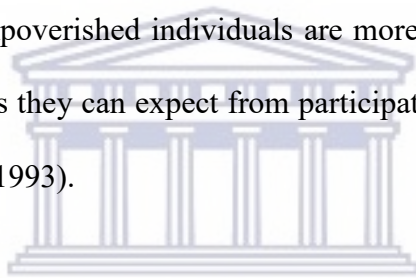 poverished individuals are more
s they can expect from participat
1993).